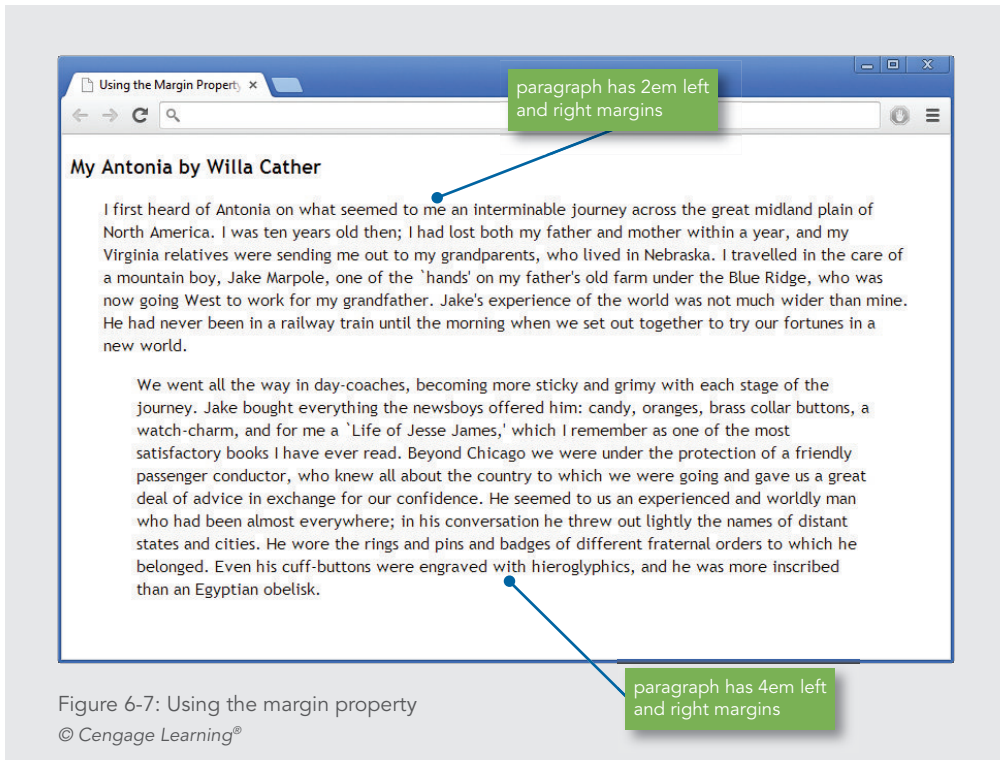 Using the Margin Property
paragraph has 2em left
and right margins
My Antonia by Willa Cather
I first heard of Antonia on what seemed to me an interminable journey across the great midland plain of
North America. I was ten years old then; I had lost both my father and mother within a year, and my
Virginia relatives were sending me out to my grandparents, who lived in Nebraska. I travelled in the care of
a mountain boy, Jake Marpole, one of the `hands' on my father's old farm under the Blue Ridge, who was
now going West to work for my grandfather. Jake's experience of the world was not much wider than mine.
He had never been in a railway train until the morning when we set out together to try our fortunes in a
new world.
We went all the way in day-coaches, becoming more sticky and grimy with each stage of the
journey. Jake bought everything the newsboys offered him: candy, oranges, brass collar buttons, a
watch-charm, and for me a `Life of Jesse James,' which I remember as one of the most
satisfactory books I have ever read. Beyond Chicago we were under the protection of a friendly
passenger conductor, who knew all about the country to which we were going and gave us a great
deal of advice in exchange for our confidence. He seemed to us an experienced and worldly man
who had been almost everywhere; in his conversation he threw out lightly the names of distant
states and cities. He wore the rings and pins and badges of different fraternal orders to which he
belonged. Even his cuff-buttons were engraved with hieroglyphics, and he was more inscribed
than an Egyptian obelisk.
paragraph has 4em left
and right margins
Figure 6-7: Using the margin property
© Cengage Learning®